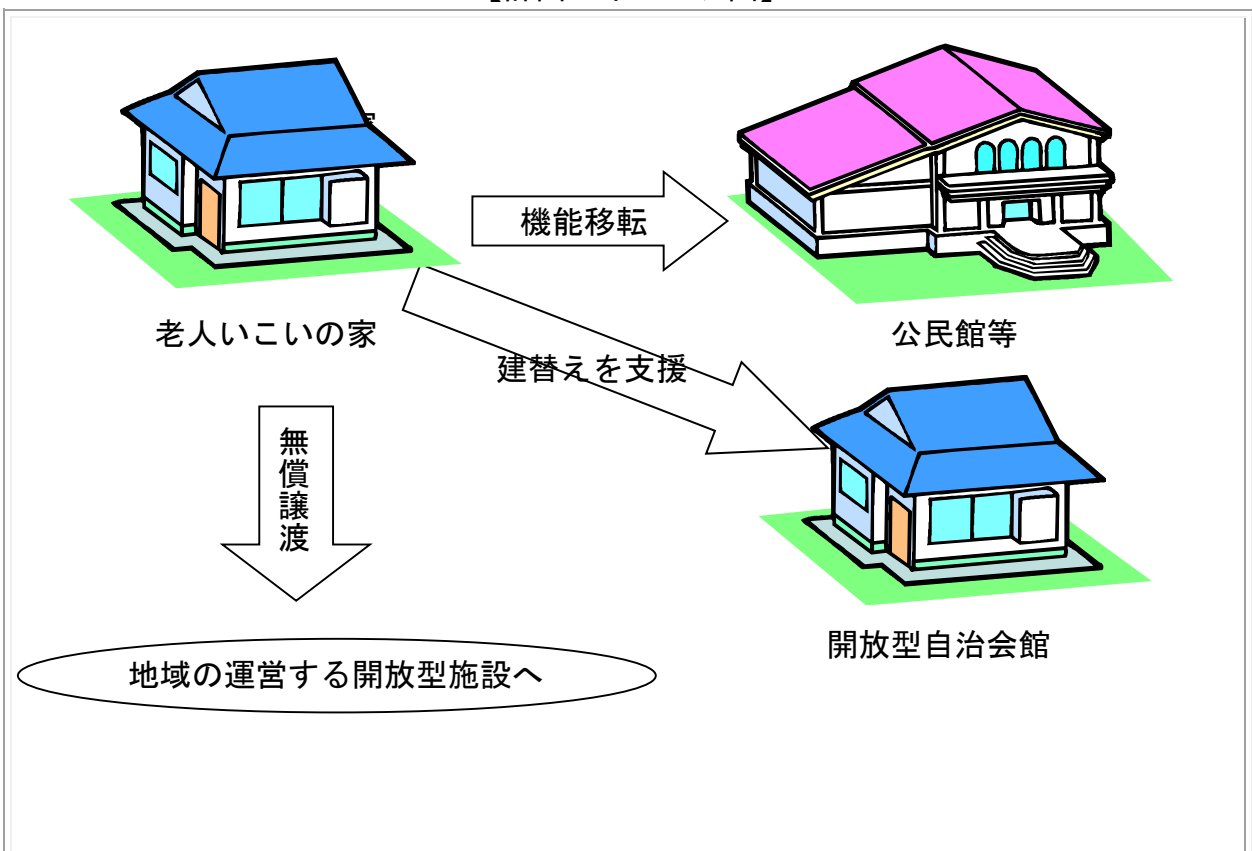 機能移転
老人いこいの家
公民館等
建替えを支援
無償譲渡
開放型自治会館
地域の運営する開放型施設へ